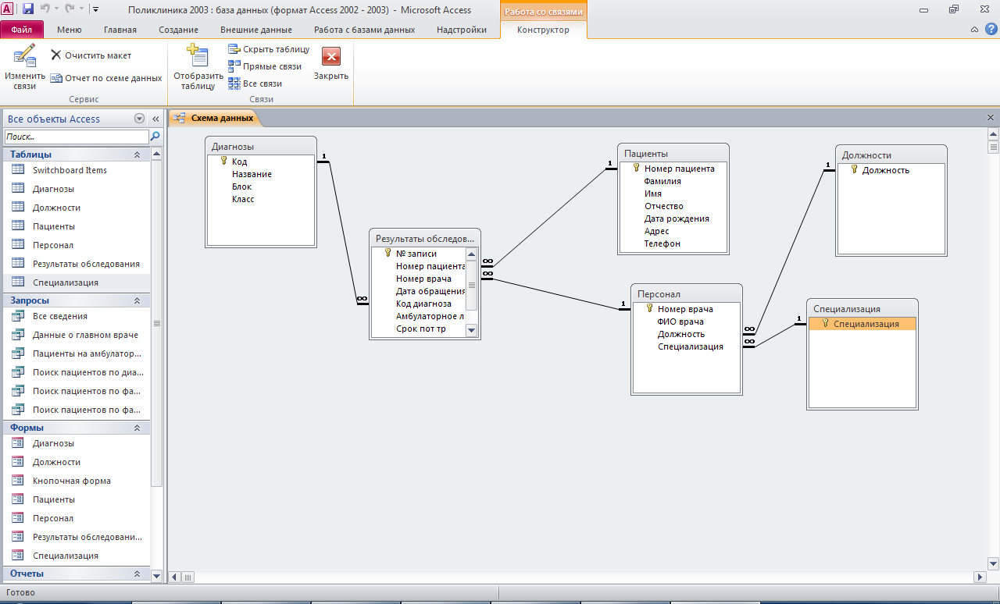 Поликлиника 2003 : база данных (формат Access 2002 - 2003) - Microsoft Access
Работа со связями
Файл
Меню
Главная
Создание
Внешние данные
Работа с базами данных
Надстройки
Конструктор
Изменить связи
Очистить макет
Отчет по схеме данных
Сервис
Отобразить таблицу
Скрыть таблицу
Прямые связи
Все связи
Закрыть
Связи
Все объекты Access
Поиск...
Таблицы
Switchboard Items
Диагнозы
Должности
Пациенты
Персонал
Результаты обследования
Специализация
Запросы
Все сведения
Данные о главном враче
Пациенты на амбулатор...
Поиск пациентов по диа...
Поиск пациентов по фа...
Поиск пациентов по фа...
Формы
Диагнозы
Должности
Кнопочная форма
Пациенты
Персонал
Результаты обследовани...
Специализация
Отчеты
Схема данных
Диагнозы
Код
Название
Блок
Класс
1
∞
Результаты обследов...
№ записи
Номер пациента
Номер врача
Дата обращения
Код диагноза
Амбулаторное л
Срок пот тр
∞
∞
1
Пациенты
Номер пациента
Фамилия
Имя
Отчество
Дата рождения
Адрес
Телефон
1
Персонал
Номер врача
ФИО врача
Должность
Специализация
∞
∞
1
Должности
Должность
1
Специализация
Специализация
Готово